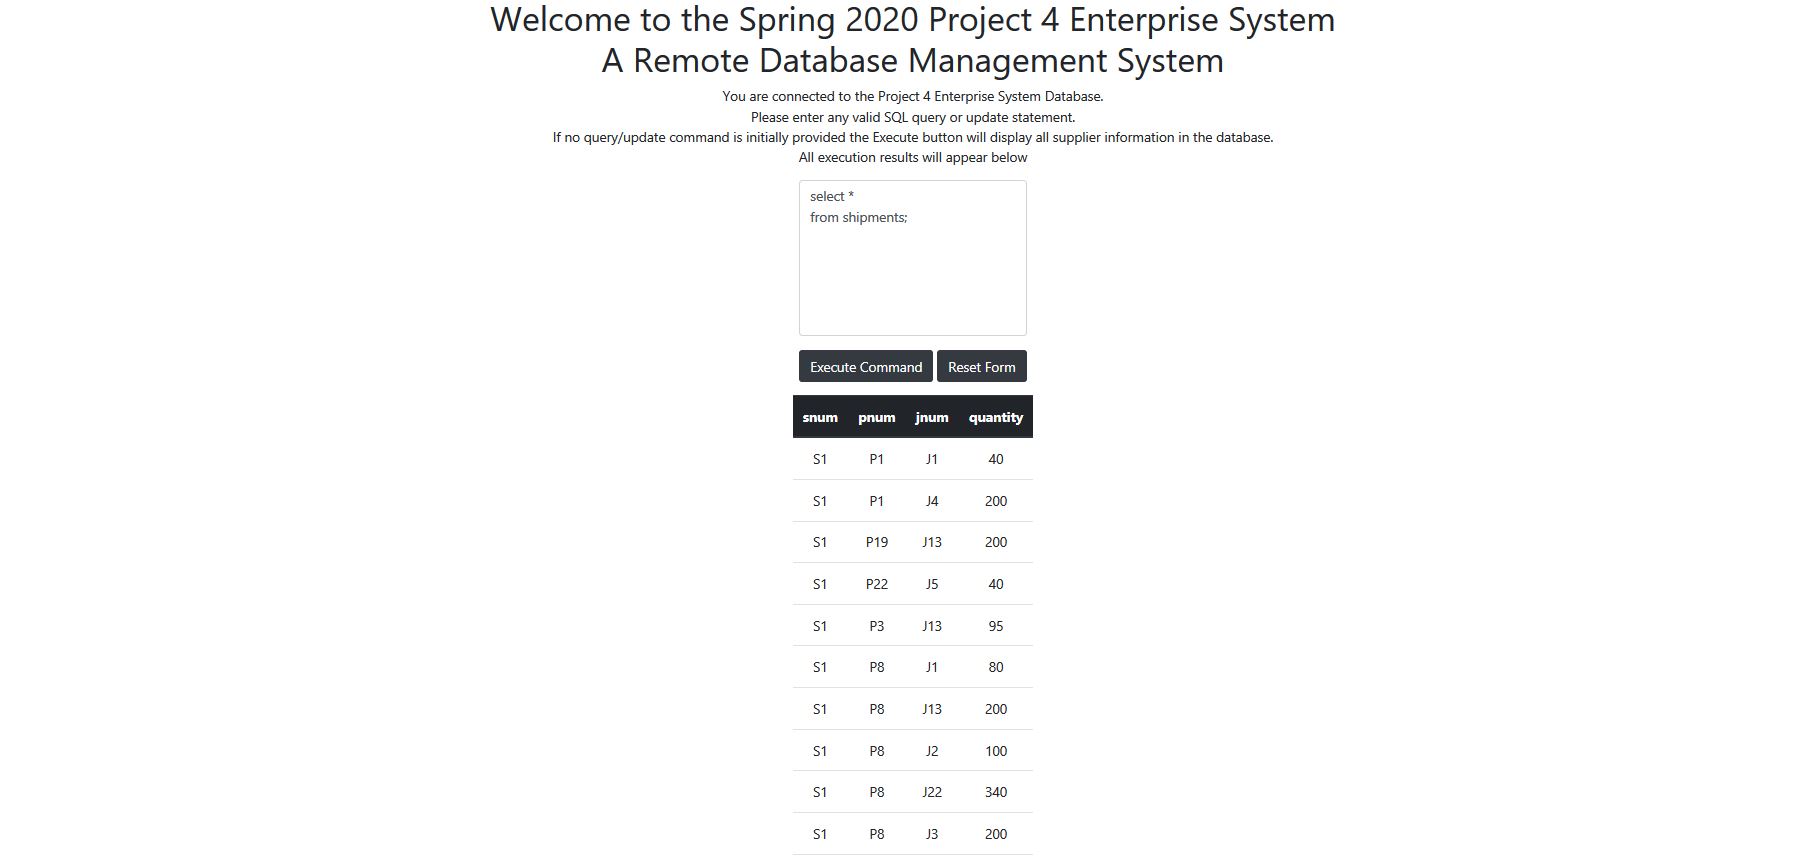 Welcome to the Spring 2020 Project 4 Enterprise System
A Remote Database Management System
You are connected to the Project 4 Enterprise System Database.
Please enter any valid SQL query or update statement.
If no query/update command is initially provided the Execute button will display all supplier information in the database.
All execution results will appear below
select *
from shipments;
Execute Command Reset Form
snum pnum jnum quantity
S1 P1 J1 40
S1 P1 J4 200
S1 P19 J13 200
S1 P22 J5 40
S1 P3 J13 95
S1 P8 J1 80
S1 P8 J13 200
S1 P8 J2 100
S1 P8 J22 340
S1 P8 J3 200